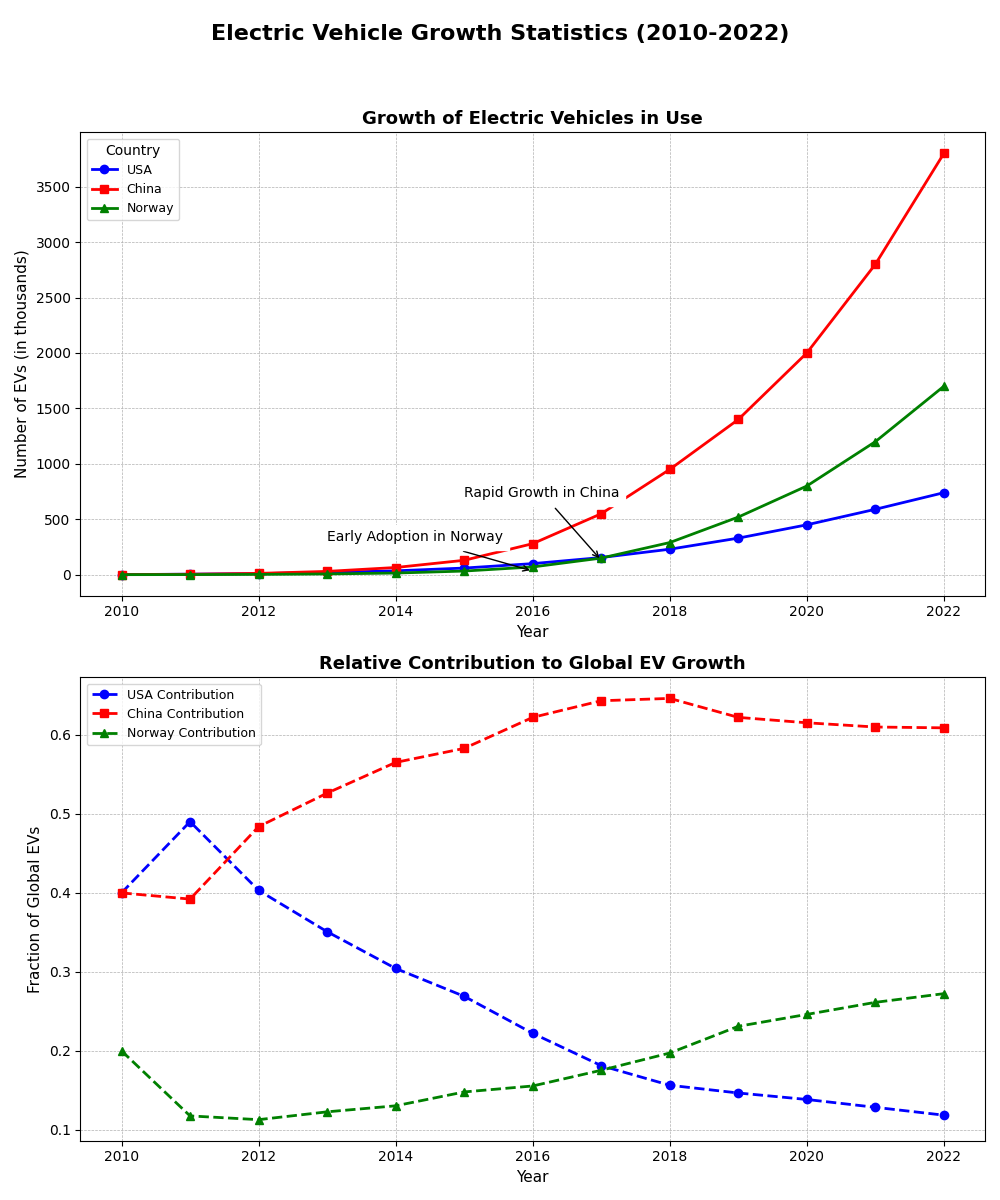 Electric Vehicle Growth Statistics (2010-2022)
Growth of Electric Vehicles in Use
Number of EVs (in thousands)
Country
USA
China
Norway
3500
3000
2500
2000
1500
1000
500
0
Rapid Growth in China
Early Adoption in Norway
2010 2012 2014 2016 2018 2020 2022
Year
Relative Contribution to Global EV Growth
Fraction of Global EVs
USA Contribution
China Contribution
Norway Contribution
0.6
0.5
0.4
0.3
0.2
0.1
2010 2012 2014 2016 2018 2020 2022
Year